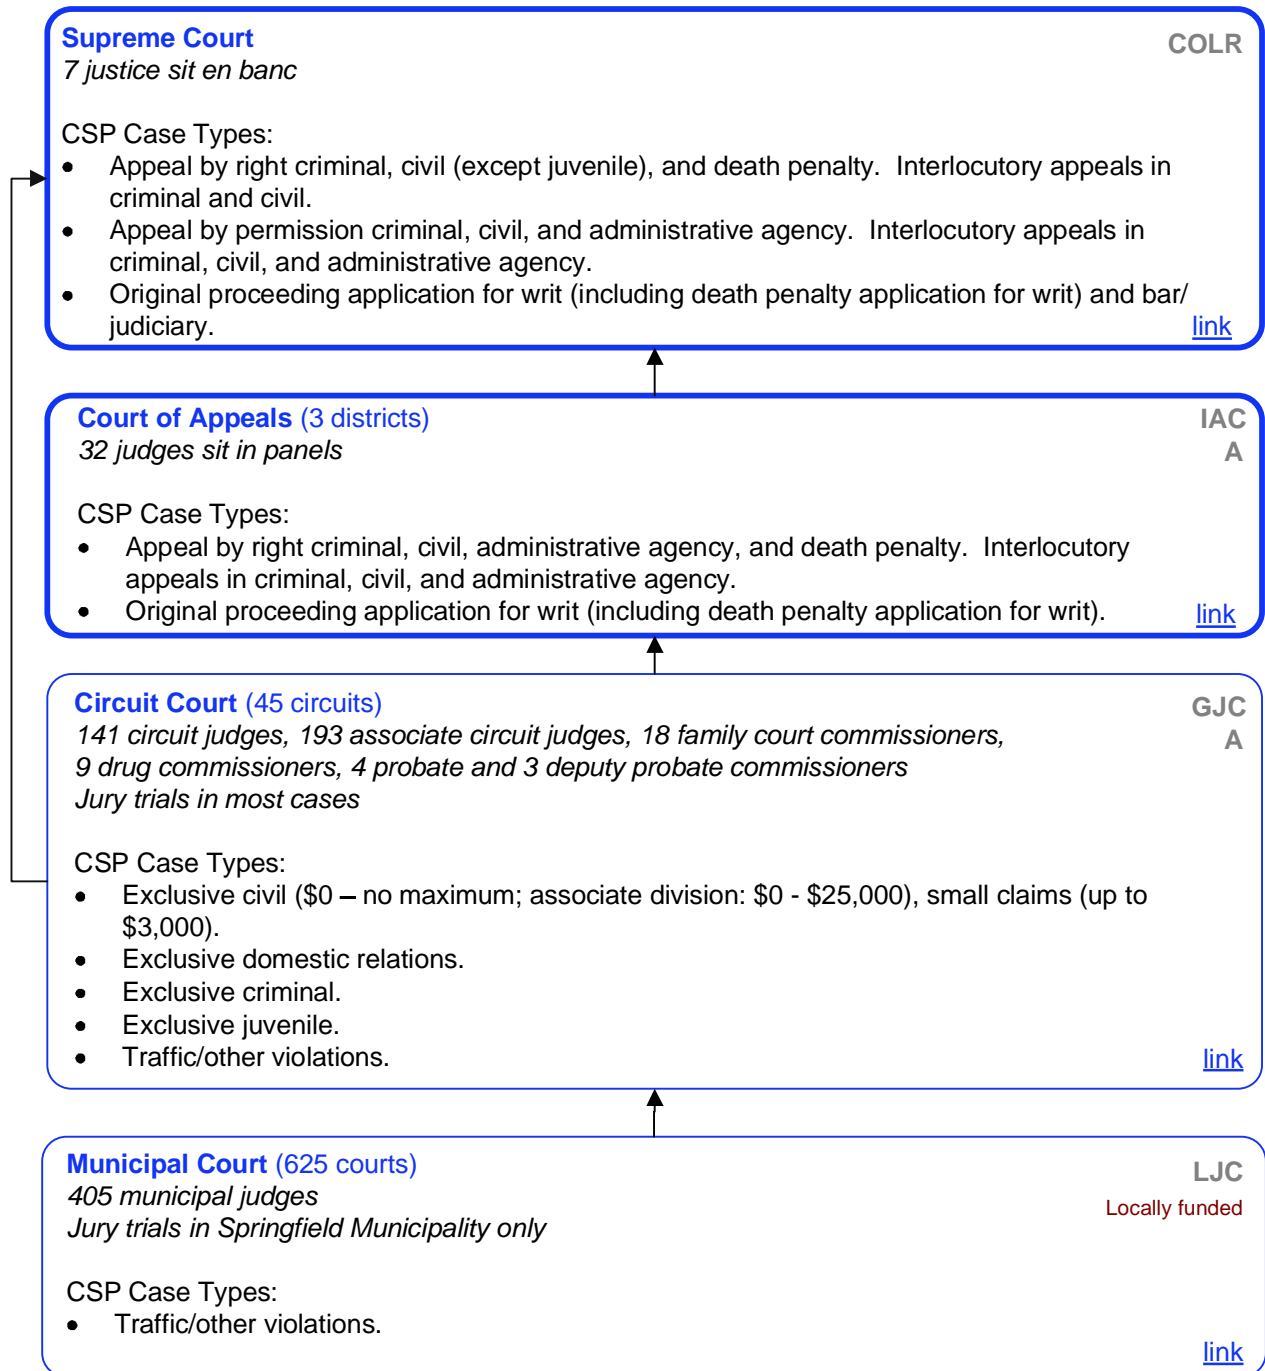 Supreme Court
COLR
7 justice sit en banc
CSP Case Types:
• Appeal by right criminal, civil (except juvenile), and death penalty.  Interlocutory appeals in
criminal and civil.
• Appeal by permission criminal, civil, and administrative agency.  Interlocutory appeals in
criminal, civil, and administrative agency.
• Original proceeding application for writ (including death penalty application for writ) and bar/
judiciary.
link
Court of Appeals (3 districts)
IAC
32 judges sit in panels
A
CSP Case Types:
• Appeal by right criminal, civil, administrative agency, and death penalty.  Interlocutory
appeals in criminal, civil, and administrative agency.
• Original proceeding application for writ (including death penalty application for writ).
link
Circuit Court (45 circuits)
GJC
141 circuit judges, 193 associate circuit judges, 18 family court commissioners,
A
9 drug commissioners, 4 probate and 3 deputy probate commissioners
Jury trials in most cases
CSP Case Types:
• Exclusive civil ($0 – no maximum; associate division: $0 - $25,000), small claims (up to
$3,000).
• Exclusive domestic relations.
• Exclusive criminal.
• Exclusive juvenile.
• Traffic/other violations.
link
Municipal Court (625 courts)
LJC
405 municipal judges
Locally funded
Jury trials in Springfield Municipality only
CSP Case Types:
• Traffic/other violations.
link